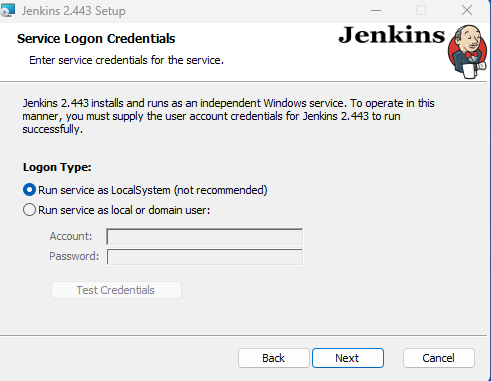 Jenkins 2.443 Setup
Service Logon Credentials
Enter service credentials for the service.
Jenkins
Jenkins 2.443 installs and runs as an independent Windows service. To operate in this
manner, you must supply the user account credentials for Jenkins 2.443 to run
successfully.
Logon Type:
Run service as LocalSystem (not recommended)
Run service as local or domain user:
Account:
Password:
Test Credentials
Back Next Cancel